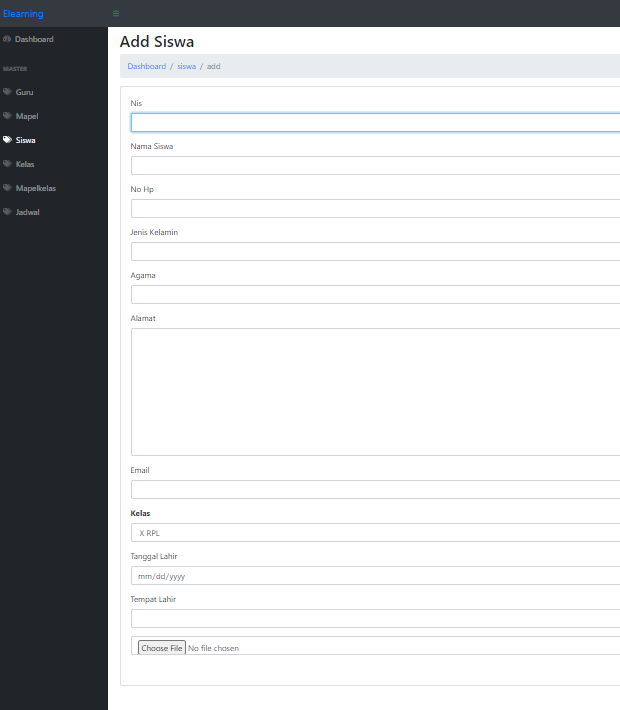 Elearning
Dashboard
MASTER
Guru
Mapel
Siswa
Kelas
Mapelkelas
Jadwal
Add Siswa
Dashboard / siswa / add
Nis
Nama Siswa
No Hp
Jenis Kelamin
Agama
Alamat
Email
Kelas
X RPL
Tanggal Lahir
mm/dd/yyyy
Tempat Lahir
Choose File No file chosen